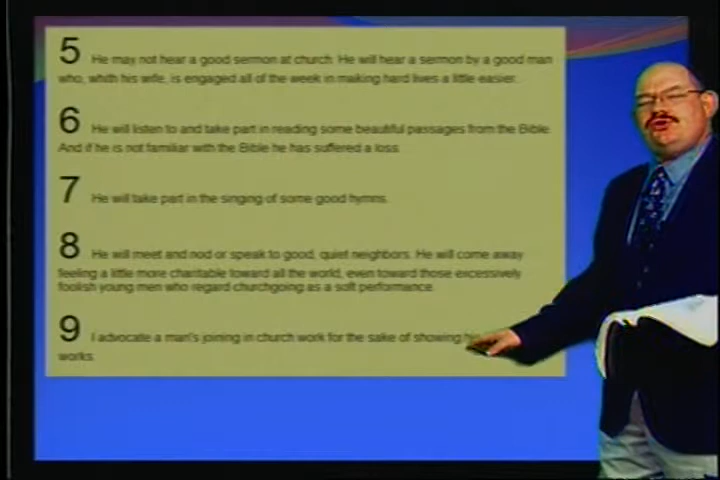 5 He may not hear a good sermon at church. He will hear a sermon by a good man
who, whith his wife, is engaged all of the week in making hard lives a little easier.
6 He will listen to and take part in reading some beautiful passages from the Bible.
And if he is not familiar with the Bible he has suffered a loss.
7 He will take part in the singing of some good hymns.
8 He will meet and nod or speak to good, quiet neighbors. He will come away
feeling a little more charitable toward all the world, even toward those excessively
foolish young men who regard churchgoing as a soft performance.
9 I advocate a man's joining in church work for the sake of showing
works.